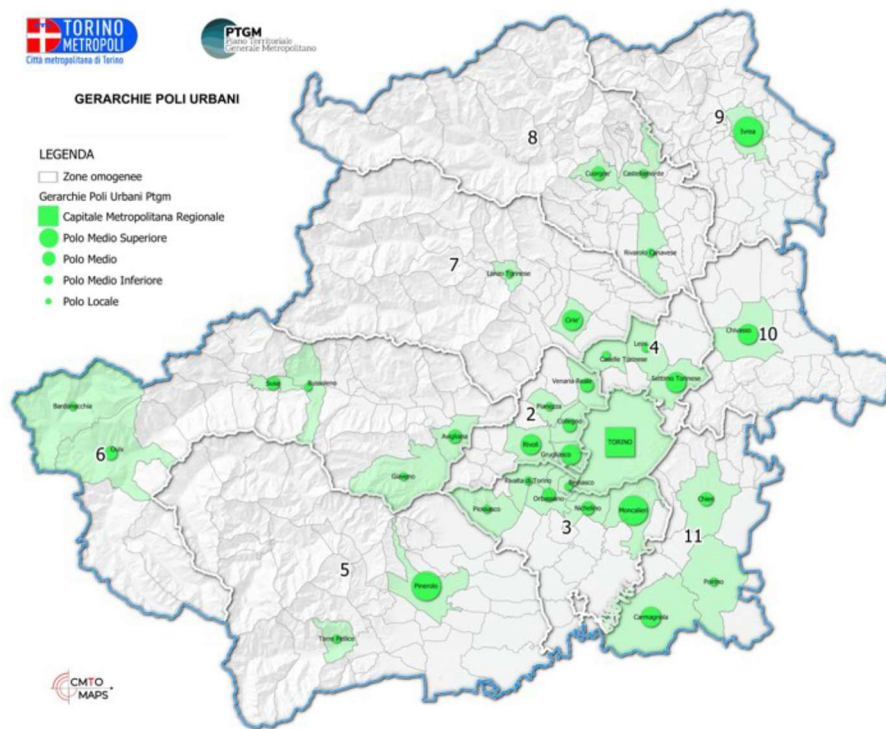 TORINO
METROPOLI
Città metropolitana di Torino
PTGM
Piano Territoriale
Generale Metropolitano
GERARCHIE POLI URBANI
LEGENDA
Zone omogenee
Gerarchie Poli Urbani Ptgm
Capitale Metropolitana Regionale
Polo Medio Superiore
Polo Medio
Polo Medio Inferiore
Polo Locale
9
Ivrea
8
Cuorgne'
Castellamonte
7
Rivarolo Canavese
Lanzo Torinese
Cirie'
Chivasso
10
4
Leini
Caselle Torinese
Settimo Torinese
Venaria Reale
Susa
Bussoleno
Bardonecchia
2
Pianezza
Collegno
TORINO
Avigliana
Rivoli
Grugliasco
6
Oulx
Giaveno
Rivalta di Torino
Beinasco
Orbassano
Chieri
Piossasco
Nichelino
Moncalieri
3
11
5
Pinerolo
Poirino
Carmagnola
Torre Pellice
CMTO
MAPS